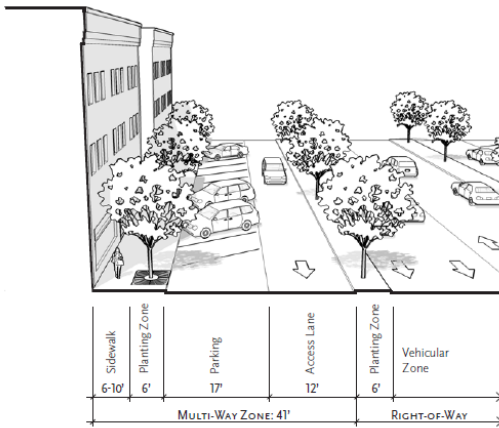 Sidewalk
Planting Zone
Parking
Access Lane
Planting Zone
Vehicular
Zone
6-10' 6' 17' 12' 6'
MULTI-WAY ZONE: 41' RIGHT-OF-WAY